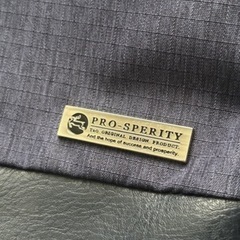 PRO-SPERITY
THE ORIGINAL DESIGN PRODUCT.
And the hope of success and prosperity.